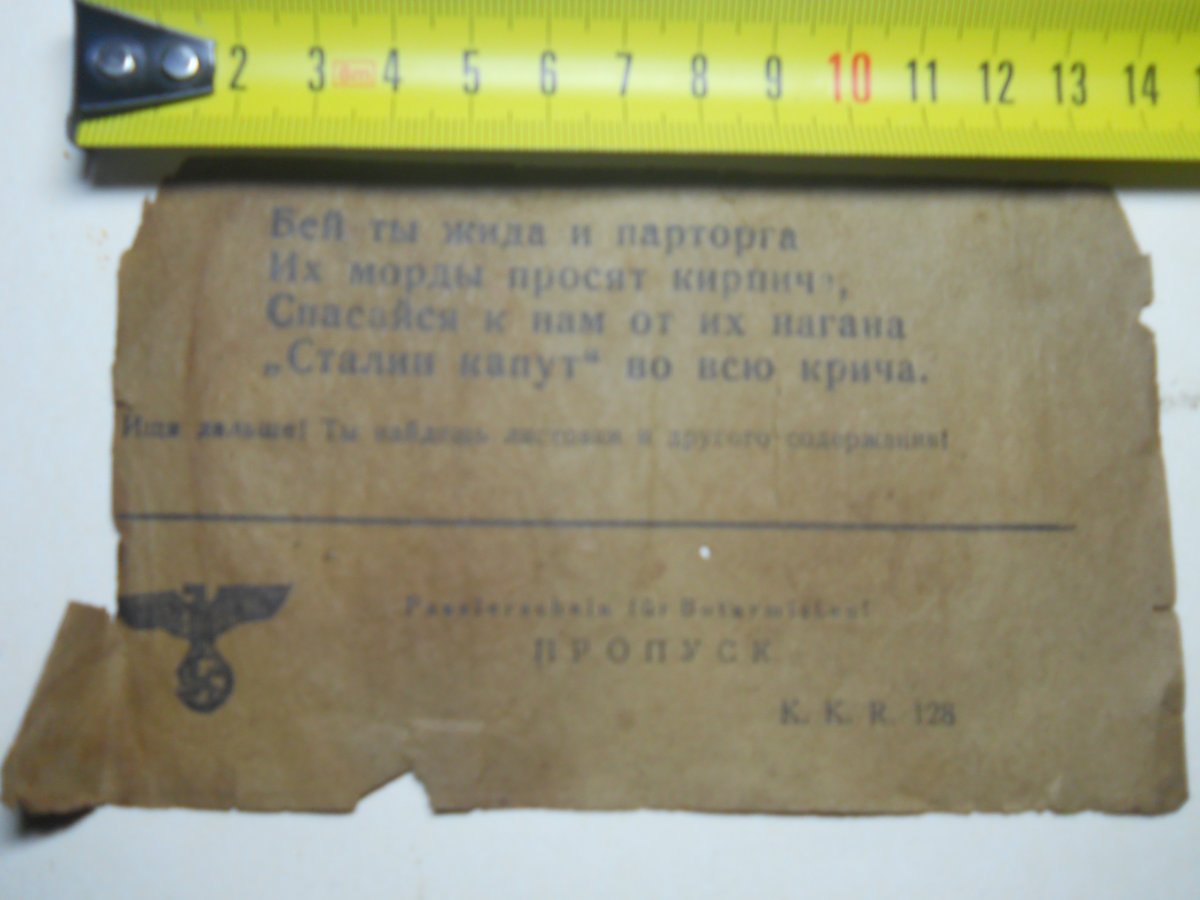 2 3 4 5 6 7 8 9 10 11 12 13 14
Бей ты жида и парторга
Их морды просят кирпича,
Спасайся к нам от их нагана
„Сталин капут“ во всю крича.
Ищи дальше! Ты найдешь листовки и другого содержания!
Passierschein für
ПРОПУСК
K. K. R. 128